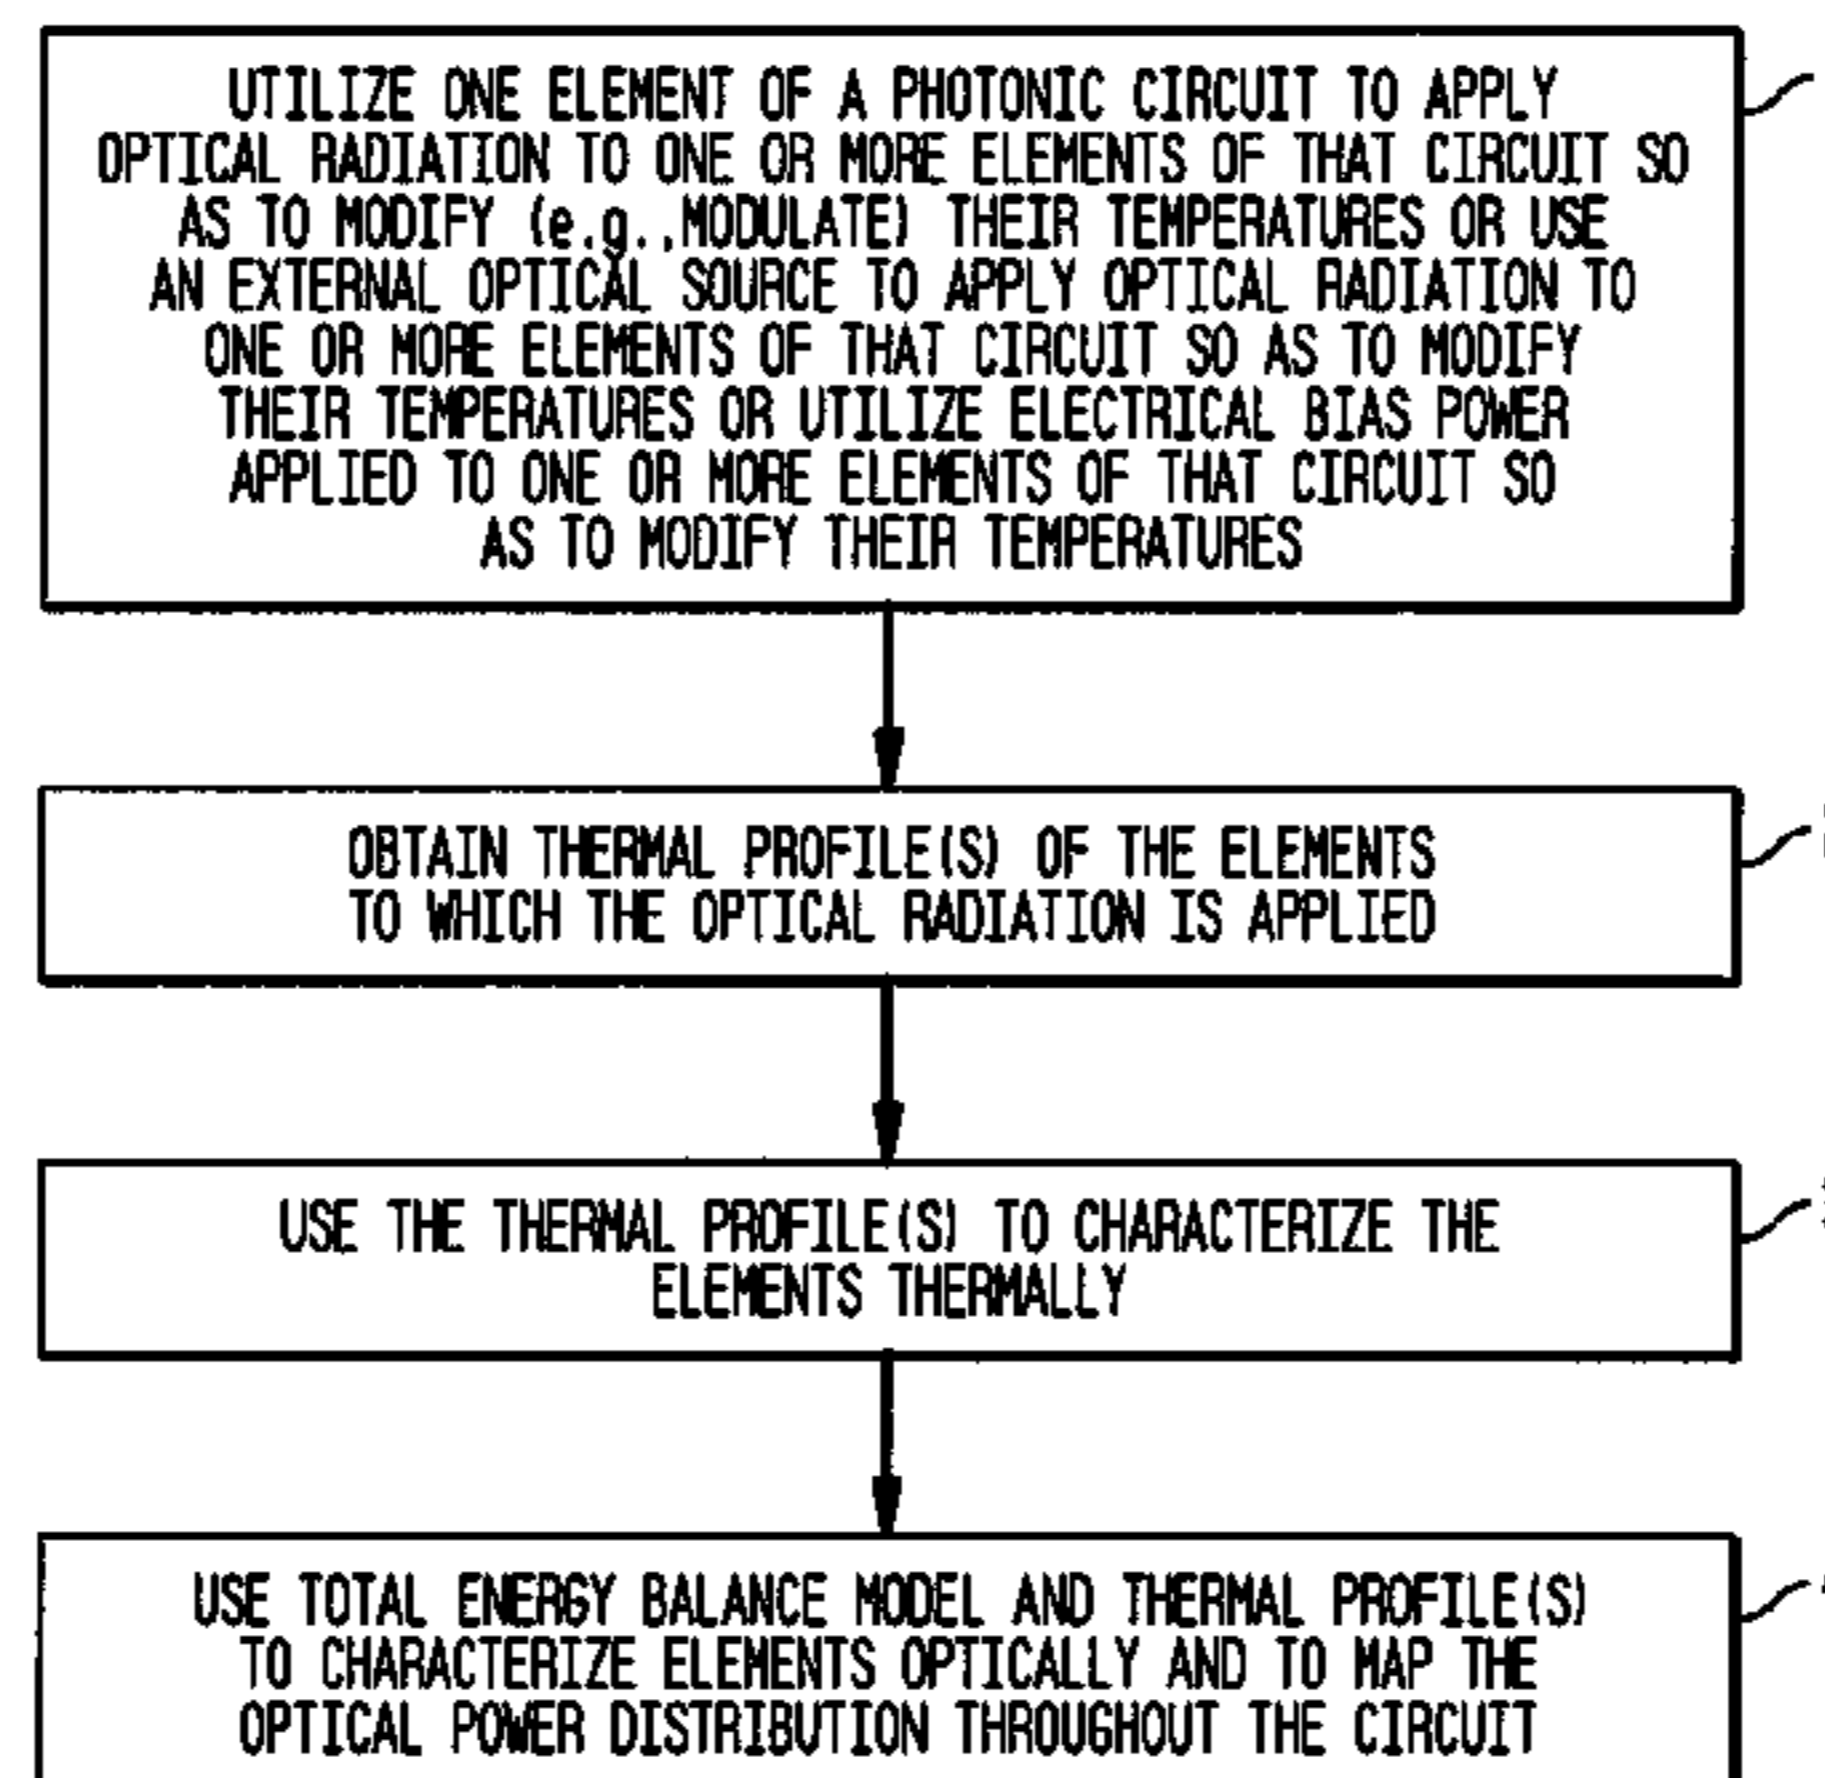 UTILIZE ONE ELEMENT OF A PHOTONIC CIRCUIT TO APPLY
OPTICAL RADIATION TO ONE OR MORE ELEMENTS OF THAT CIRCUIT SO
AS TO MODIFY (e.g.,MODULATE) THEIR TEMPERATURES OR USE
AN EXTERNAL OPTICAL SOURCE TO APPLY OPTICAL RADIATION TO
ONE OR MORE ELEMENTS OF THAT CIRCUIT SO AS TO MODIFY
THEIR TEMPERATURES OR UTILIZE ELECTRICAL BIAS POWER
APPLIED TO ONE OR MORE ELEMENTS OF THAT CIRCUIT SO
AS TO MODIFY THEIR TEMPERATURES
OBTAIN THERMAL PROFILE(S) OF THE ELEMENTS
TO WHICH THE OPTICAL RADIATION IS APPLIED
USE THE THERMAL PROFILE(S) TO CHARACTERIZE THE
ELEMENTS THERMALLY
USE TOTAL ENERGY BALANCE MODEL AND THERMAL PROFILE(S)
TO CHARACTERIZE ELEMENTS OPTICALLY AND TO MAP THE
OPTICAL POWER DISTRIBUTION THROUGHOUT THE CIRCUIT